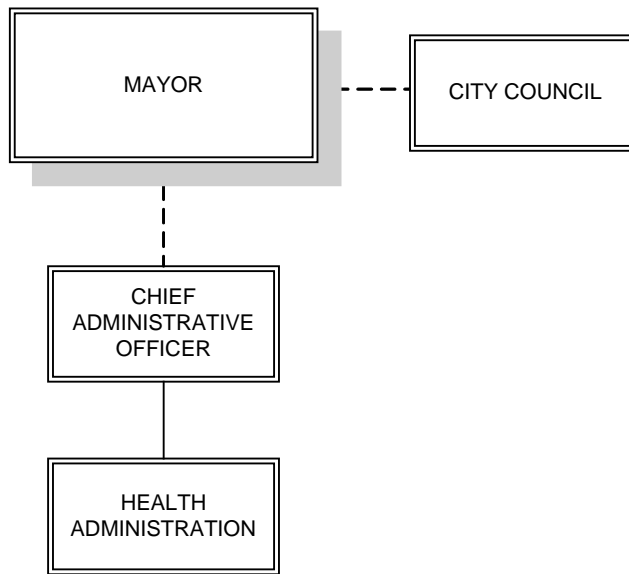 MAYOR
CITY COUNCIL
CHIEF
ADMINISTRATIVE
OFFICER
HEALTH
ADMINISTRATION